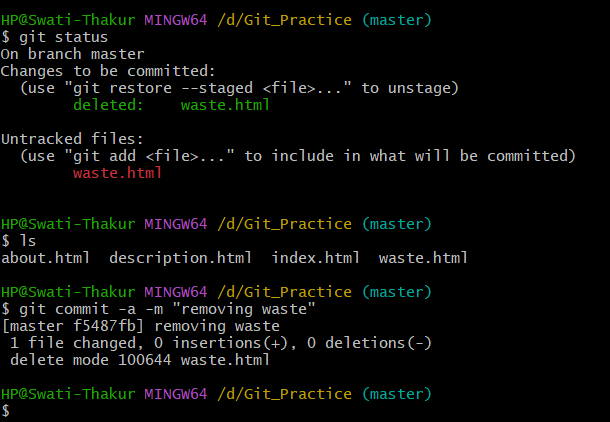 HP@Swati-Thakur MINGW64 /d/Git_Practice (master)
$ git status
On branch master
Changes to be committed:
  (use "git restore --staged <file>..." to unstage)
        deleted:    waste.html

Untracked files:
  (use "git add <file>..." to include in what will be committed)
        waste.html

HP@Swati-Thakur MINGW64 /d/Git_Practice (master)
$ ls
about.html  description.html  index.html  waste.html

HP@Swati-Thakur MINGW64 /d/Git_Practice (master)
$ git commit -a -m "removing waste"
[master f5487fb] removing waste
 1 file changed, 0 insertions(+), 0 deletions(-)
 delete mode 100644 waste.html

HP@Swati-Thakur MINGW64 /d/Git_Practice (master)
$